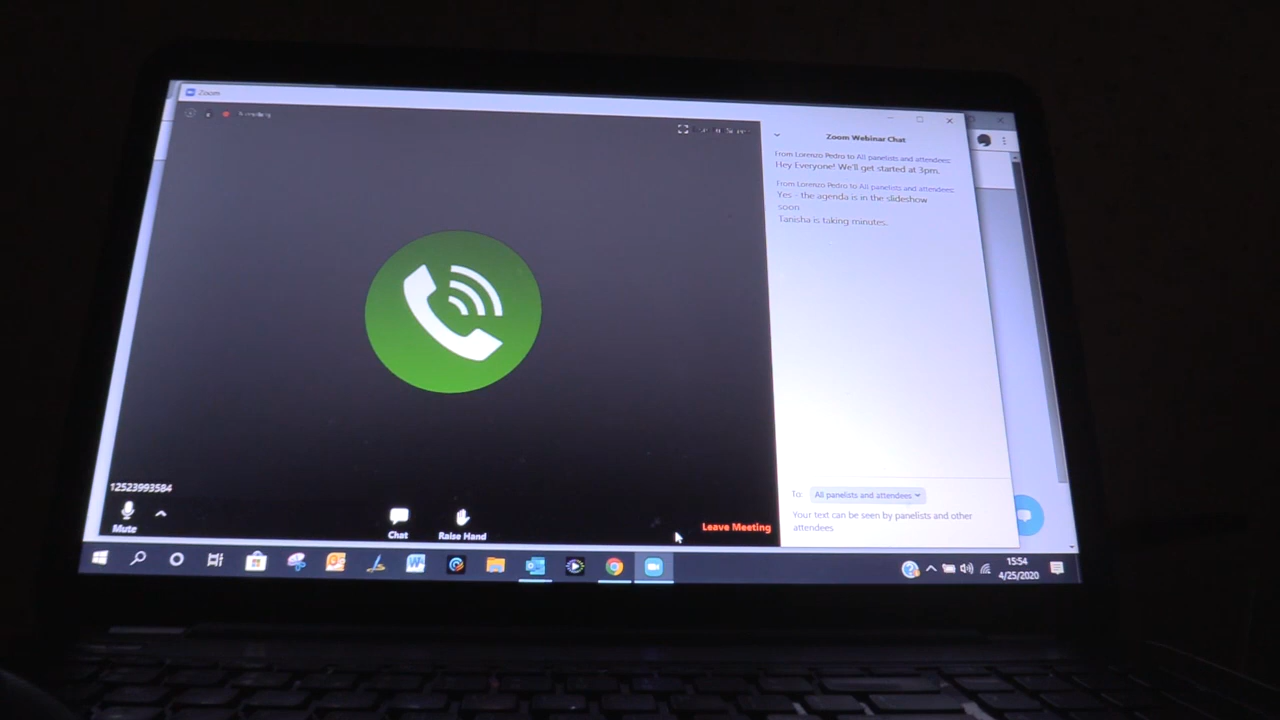 Zoom
Zoom Webinar Chat
From Lorenzo Pedro to All panelists and attendees:
Hey Everyone! We'll get started at 3pm.
From Lorenzo Pedro to All panelists and attendees:
Yes - the agenda is in the slideshow
soon
Tanisha is taking minutes.
12523993584
Mute
Chat
Raise Hand
Leave Meeting
To: All panelists and attendees
Your text can be seen by panelists and other
attendees
15:54
4/25/2020